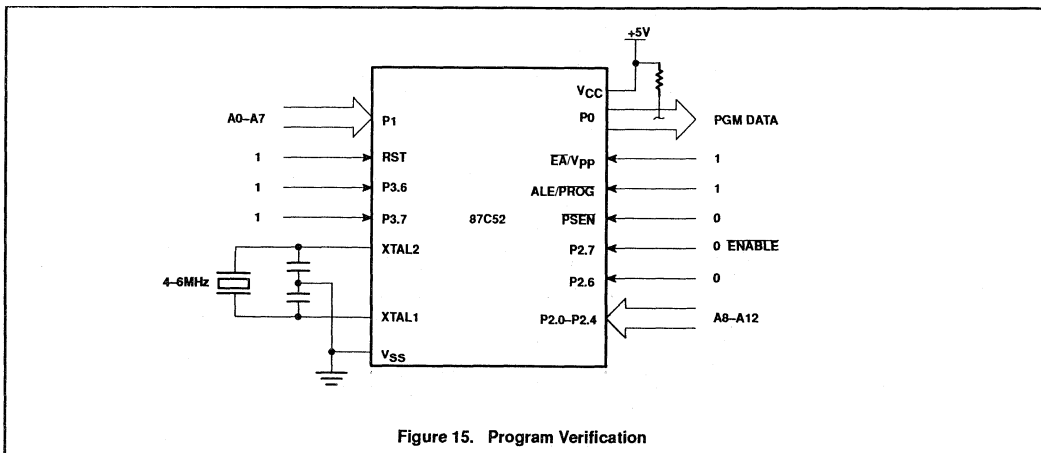 +5V
VCC
A0–A7
P1
P0
PGM DATA
1
RST
EA/VPP
1
1
P3.6
ALE/PROG
1
1
P3.7
87C52
PSEN
0
XTAL2
P2.7
0 ENABLE
4–6MHz
P2.6
0
XTAL1
P2.0–P2.4
A8–A12
VSS
Figure 15. Program Verification